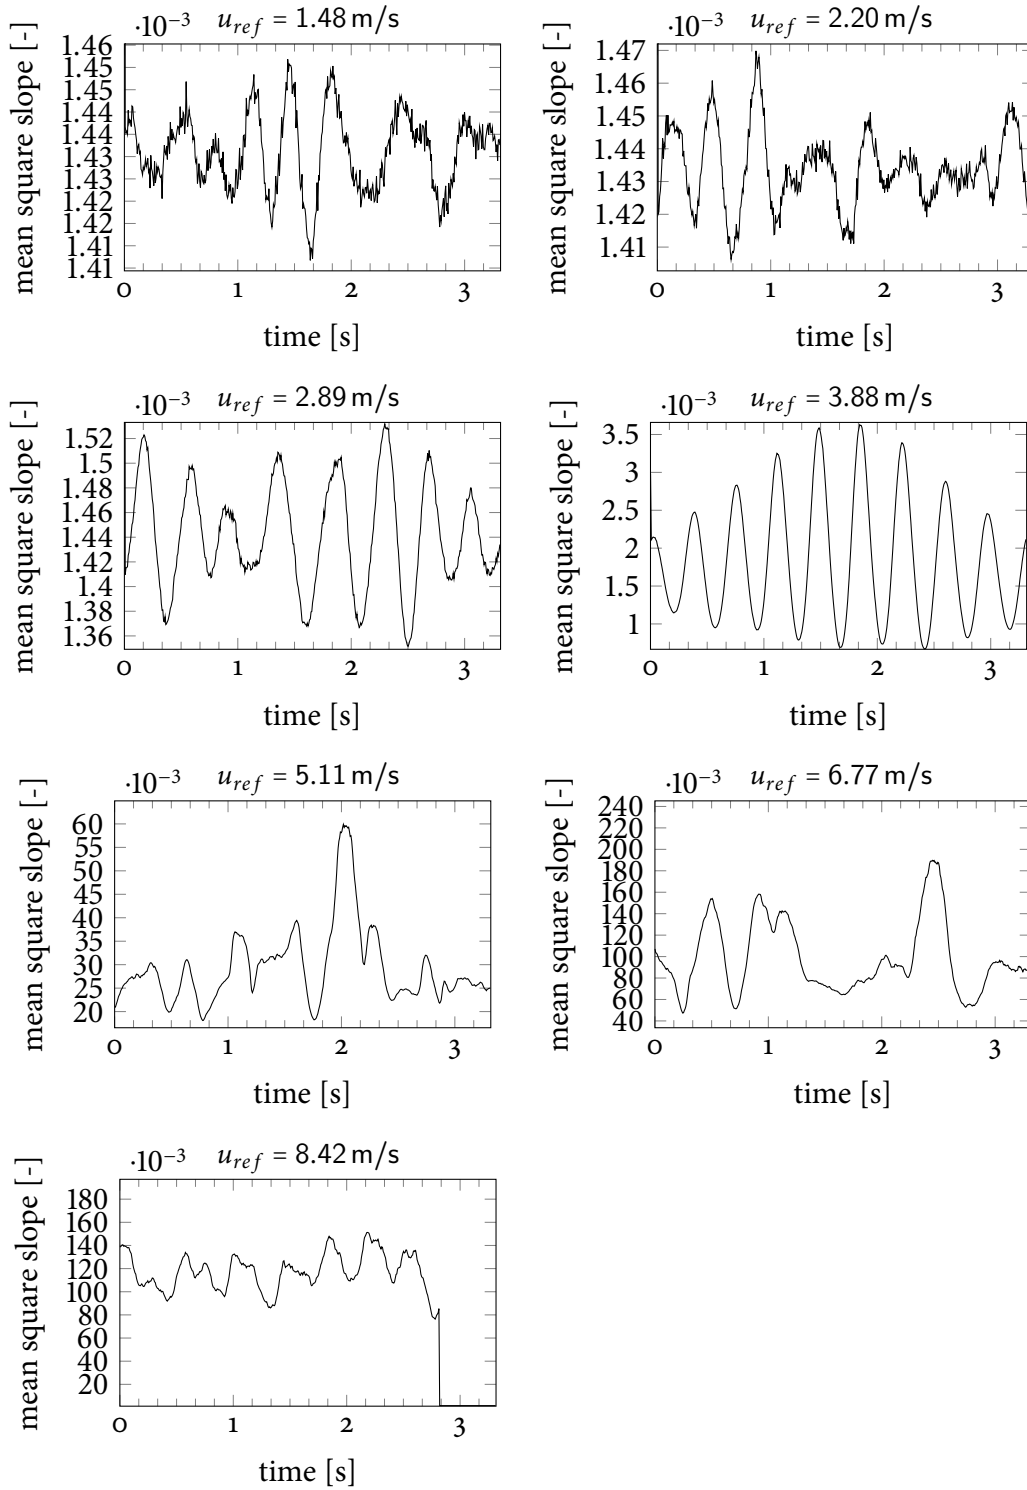 ·10⁻³ u_ref = 1.48 m/s
mean square slope [-]
1.46
1.45
1.45
1.44
1.44
1.43
1.43
1.42
1.42
1.41
1.41
0 1 2 3
time [s]
·10⁻³ u_ref = 2.20 m/s
mean square slope [-]
1.47
1.46
1.45
1.44
1.43
1.42
1.41
0 1 2 3
time [s]
·10⁻³ u_ref = 2.89 m/s
mean square slope [-]
1.52
1.5
1.48
1.46
1.44
1.42
1.4
1.38
1.36
0 1 2 3
time [s]
·10⁻³ u_ref = 3.88 m/s
mean square slope [-]
3.5
3
2.5
2
1.5
1
0 1 2 3
time [s]
·10⁻³ u_ref = 5.11 m/s
mean square slope [-]
60
55
50
45
40
35
30
25
20
0 1 2 3
time [s]
·10⁻³ u_ref = 6.77 m/s
mean square slope [-]
240
220
200
180
160
140
120
100
80
60
40
0 1 2 3
time [s]
·10⁻³ u_ref = 8.42 m/s
mean square slope [-]
180
160
140
120
100
80
60
40
20
0 1 2 3
time [s]